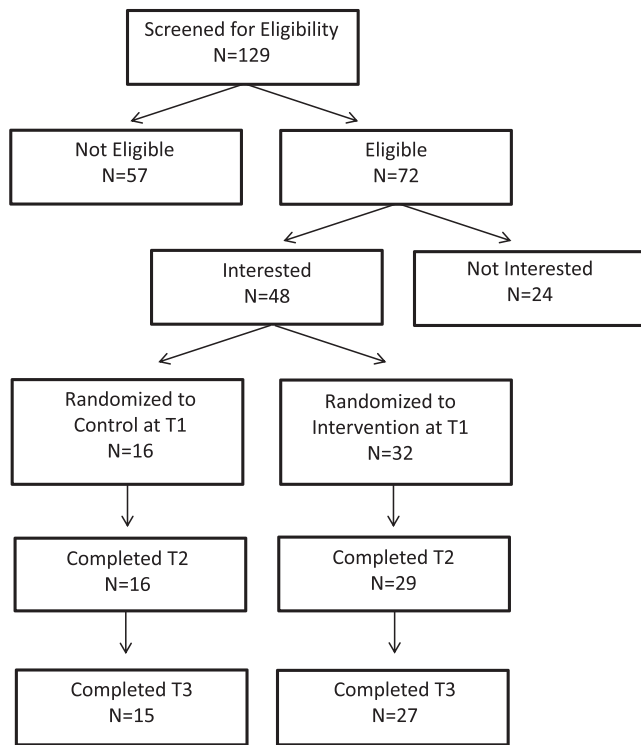 Screened for Eligibility
N=129
Not Eligible
N=57
Eligible
N=72
Interested
N=48
Not Interested
N=24
Randomized to
Control at T1
N=16
Randomized to
Intervention at T1
N=32
Completed T2
N=16
Completed T2
N=29
Completed T3
N=15
Completed T3
N=27